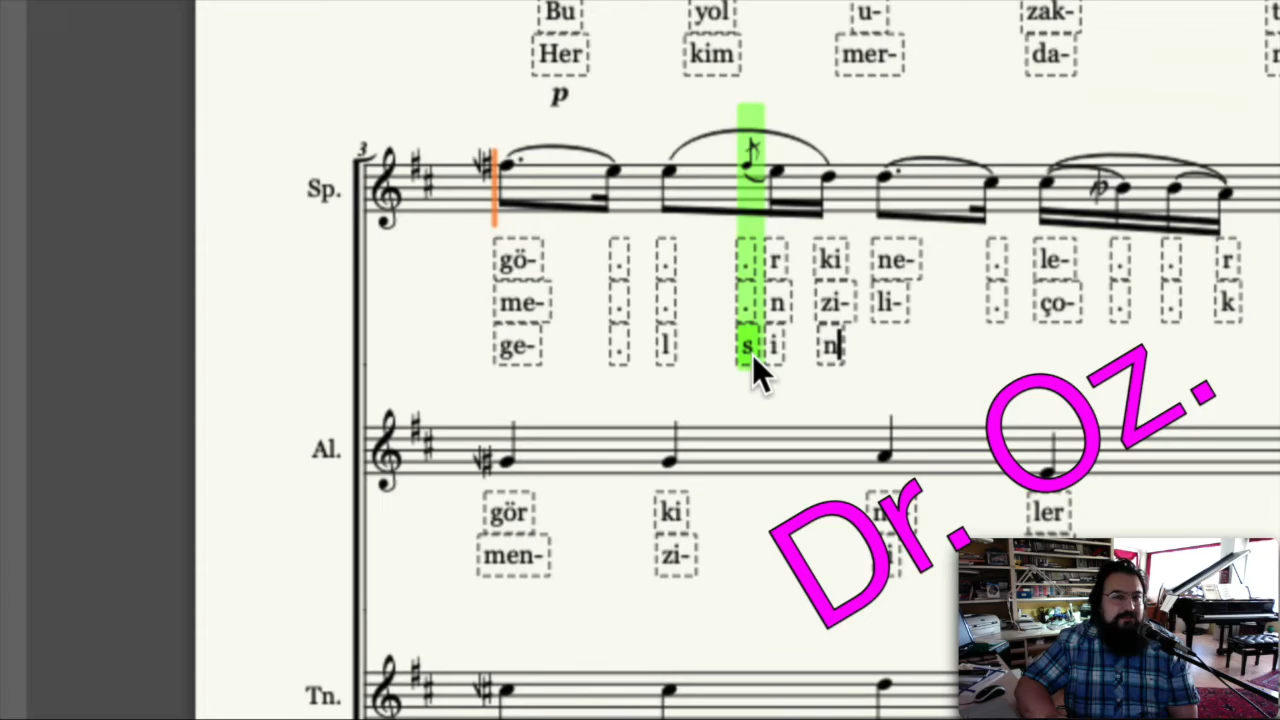 Bu yol u- zak-
Her kim mer- da-
p
3
Sp.
gö- . . . r ki ne- . le- . . r
me- . . . n zi- li- . ço- . . k
ge- . l s i n
Al.
gör ki ler
men- zi-
Tn.
Dr. Oz.